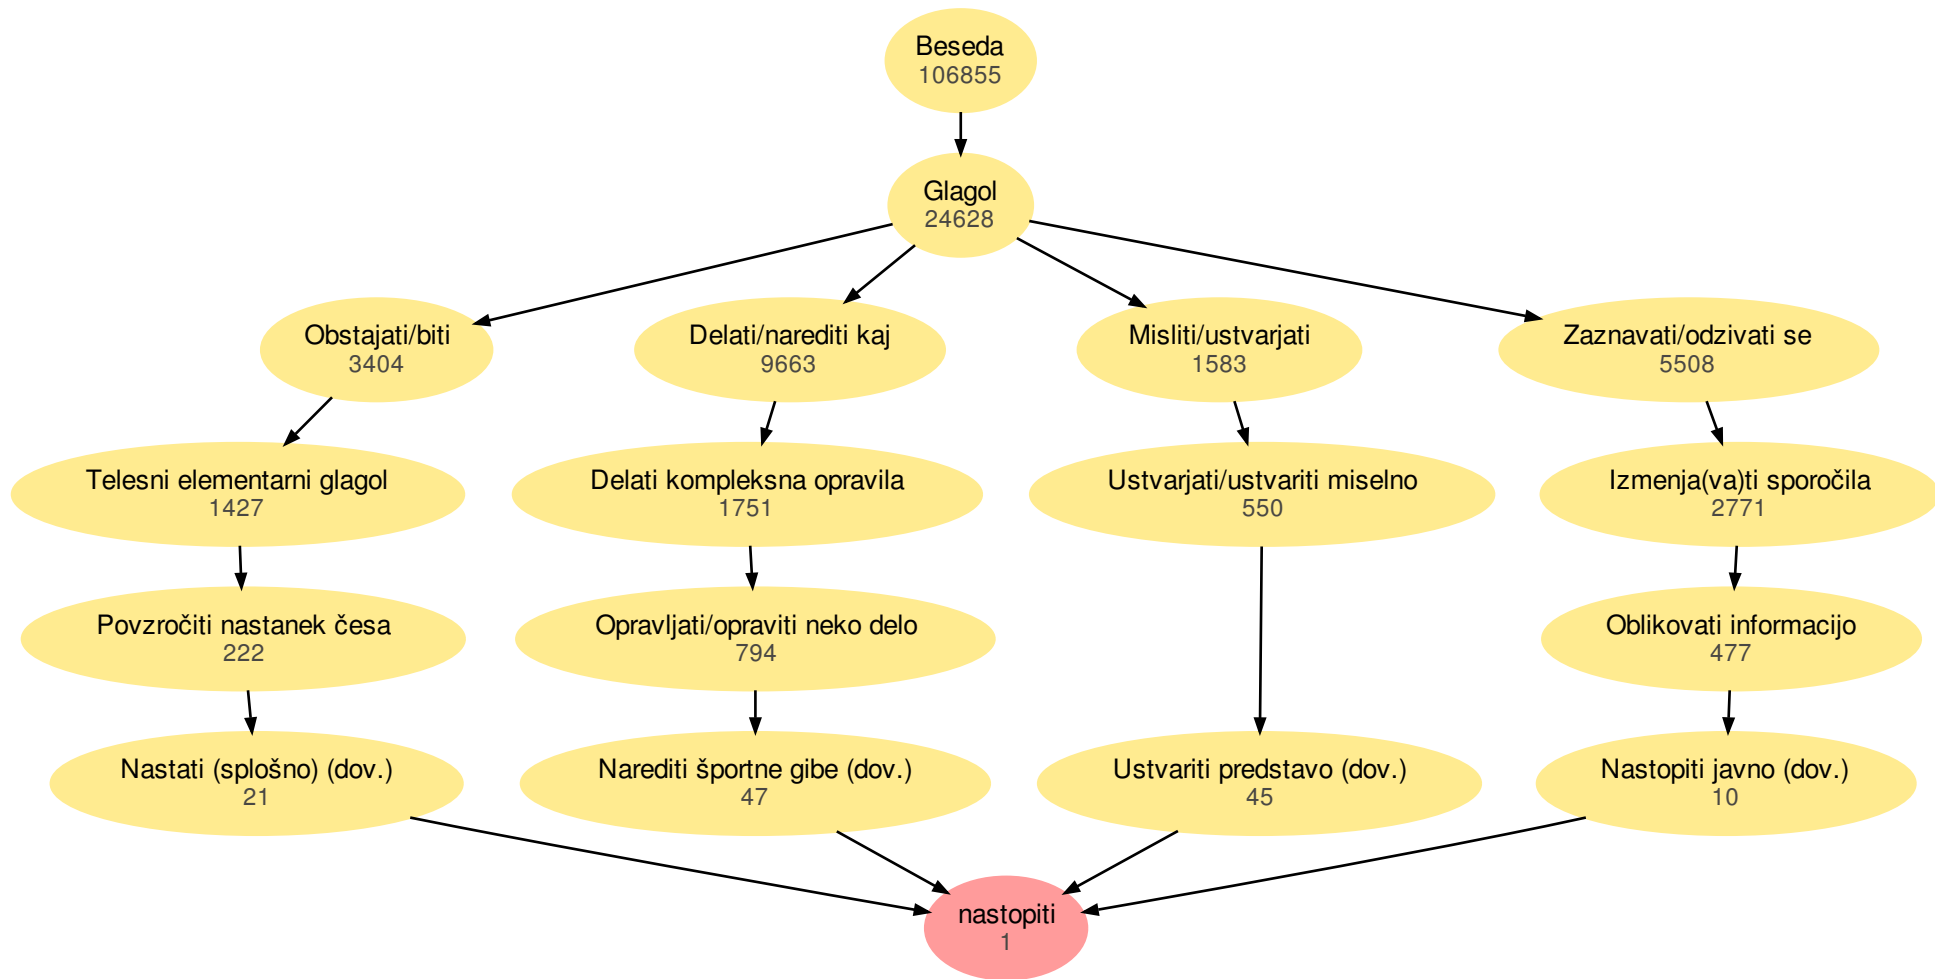 Beseda
106855
Glagol
24628
Obstajati/biti
3404
Delati/narediti kaj
9663
Misliti/ustvarjati
1583
Zaznavati/odzivati se
5508
Telesni elementarni glagol
1427
Delati kompleksna opravila
1751
Ustvarjati/ustvariti miselno
550
Izmenja(va)ti sporočila
2771
Povzročiti nastanek česa
222
Opravljati/opraviti neko delo
794
Oblikovati informacijo
477
Nastati (splošno) (dov.)
21
Narediti športne gibe (dov.)
47
Ustvariti predstavo (dov.)
45
Nastopiti javno (dov.)
10
nastopiti
1